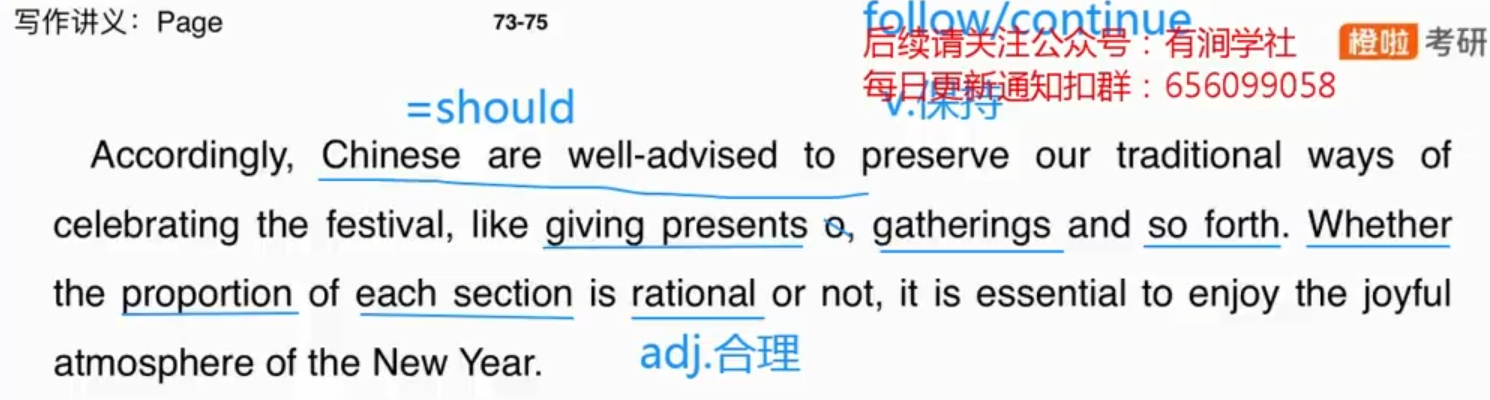 写作讲义：Page 73-75
follow/continue
后续请关注公众号：有涧学社
橙啦 考研
每日更新通知扣群：656099058
=should
v.保持
Accordingly, Chinese are well-advised to preserve our traditional ways of
celebrating the festival, like giving presents o, gatherings and so forth. Whether
the proportion of each section is rational or not, it is essential to enjoy the joyful
adj.合理
atmosphere of the New Year.